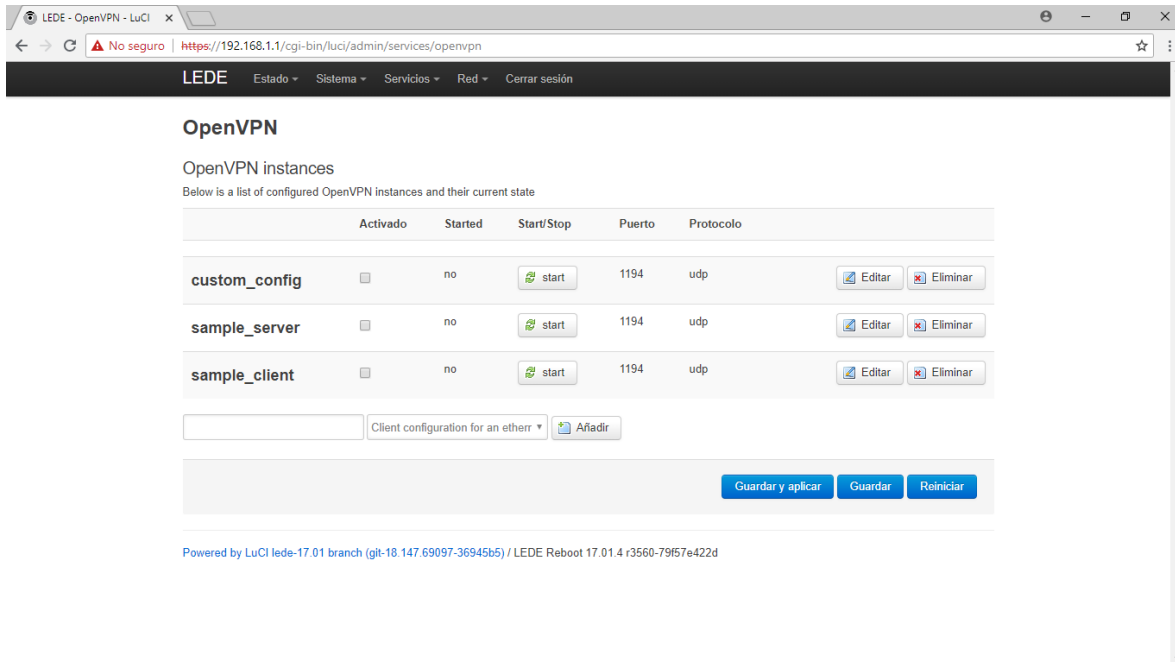 LEDE - OpenVPN - LuCI
No seguro | https://192.168.1.1/cgi-bin/luci/admin/services/openvpn
LEDE Estado Sistema Servicios Red Cerrar sesión
OpenVPN
OpenVPN instances
Below is a list of configured OpenVPN instances and their current state
Activado Started Start/Stop Puerto Protocolo
custom_config no start 1194 udp Editar Eliminar
sample_server no start 1194 udp Editar Eliminar
sample_client no start 1194 udp Editar Eliminar
Client configuration for an etherr Añadir
Guardar y aplicar Guardar Reiniciar
Powered by LuCI lede-17.01 branch (git-18.147.69097-36945b5) / LEDE Reboot 17.01.4 r3560-79f57e422d